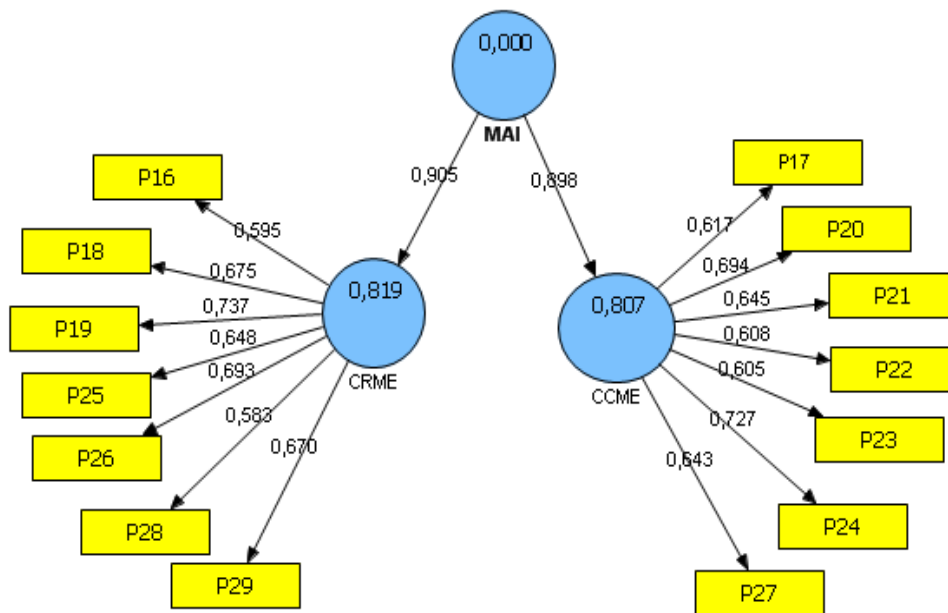 0,000
MAI
0,905
0,898
P16
0,595
P18
0,675
P19
0,737
P25
0,648
P26
0,693
P28
0,583
P29
0,670
0,819
CRME
P17
0,617
P20
0,694
P21
0,645
P22
0,608
P23
0,605
P24
0,727
P27
0,643
0,807
CCME